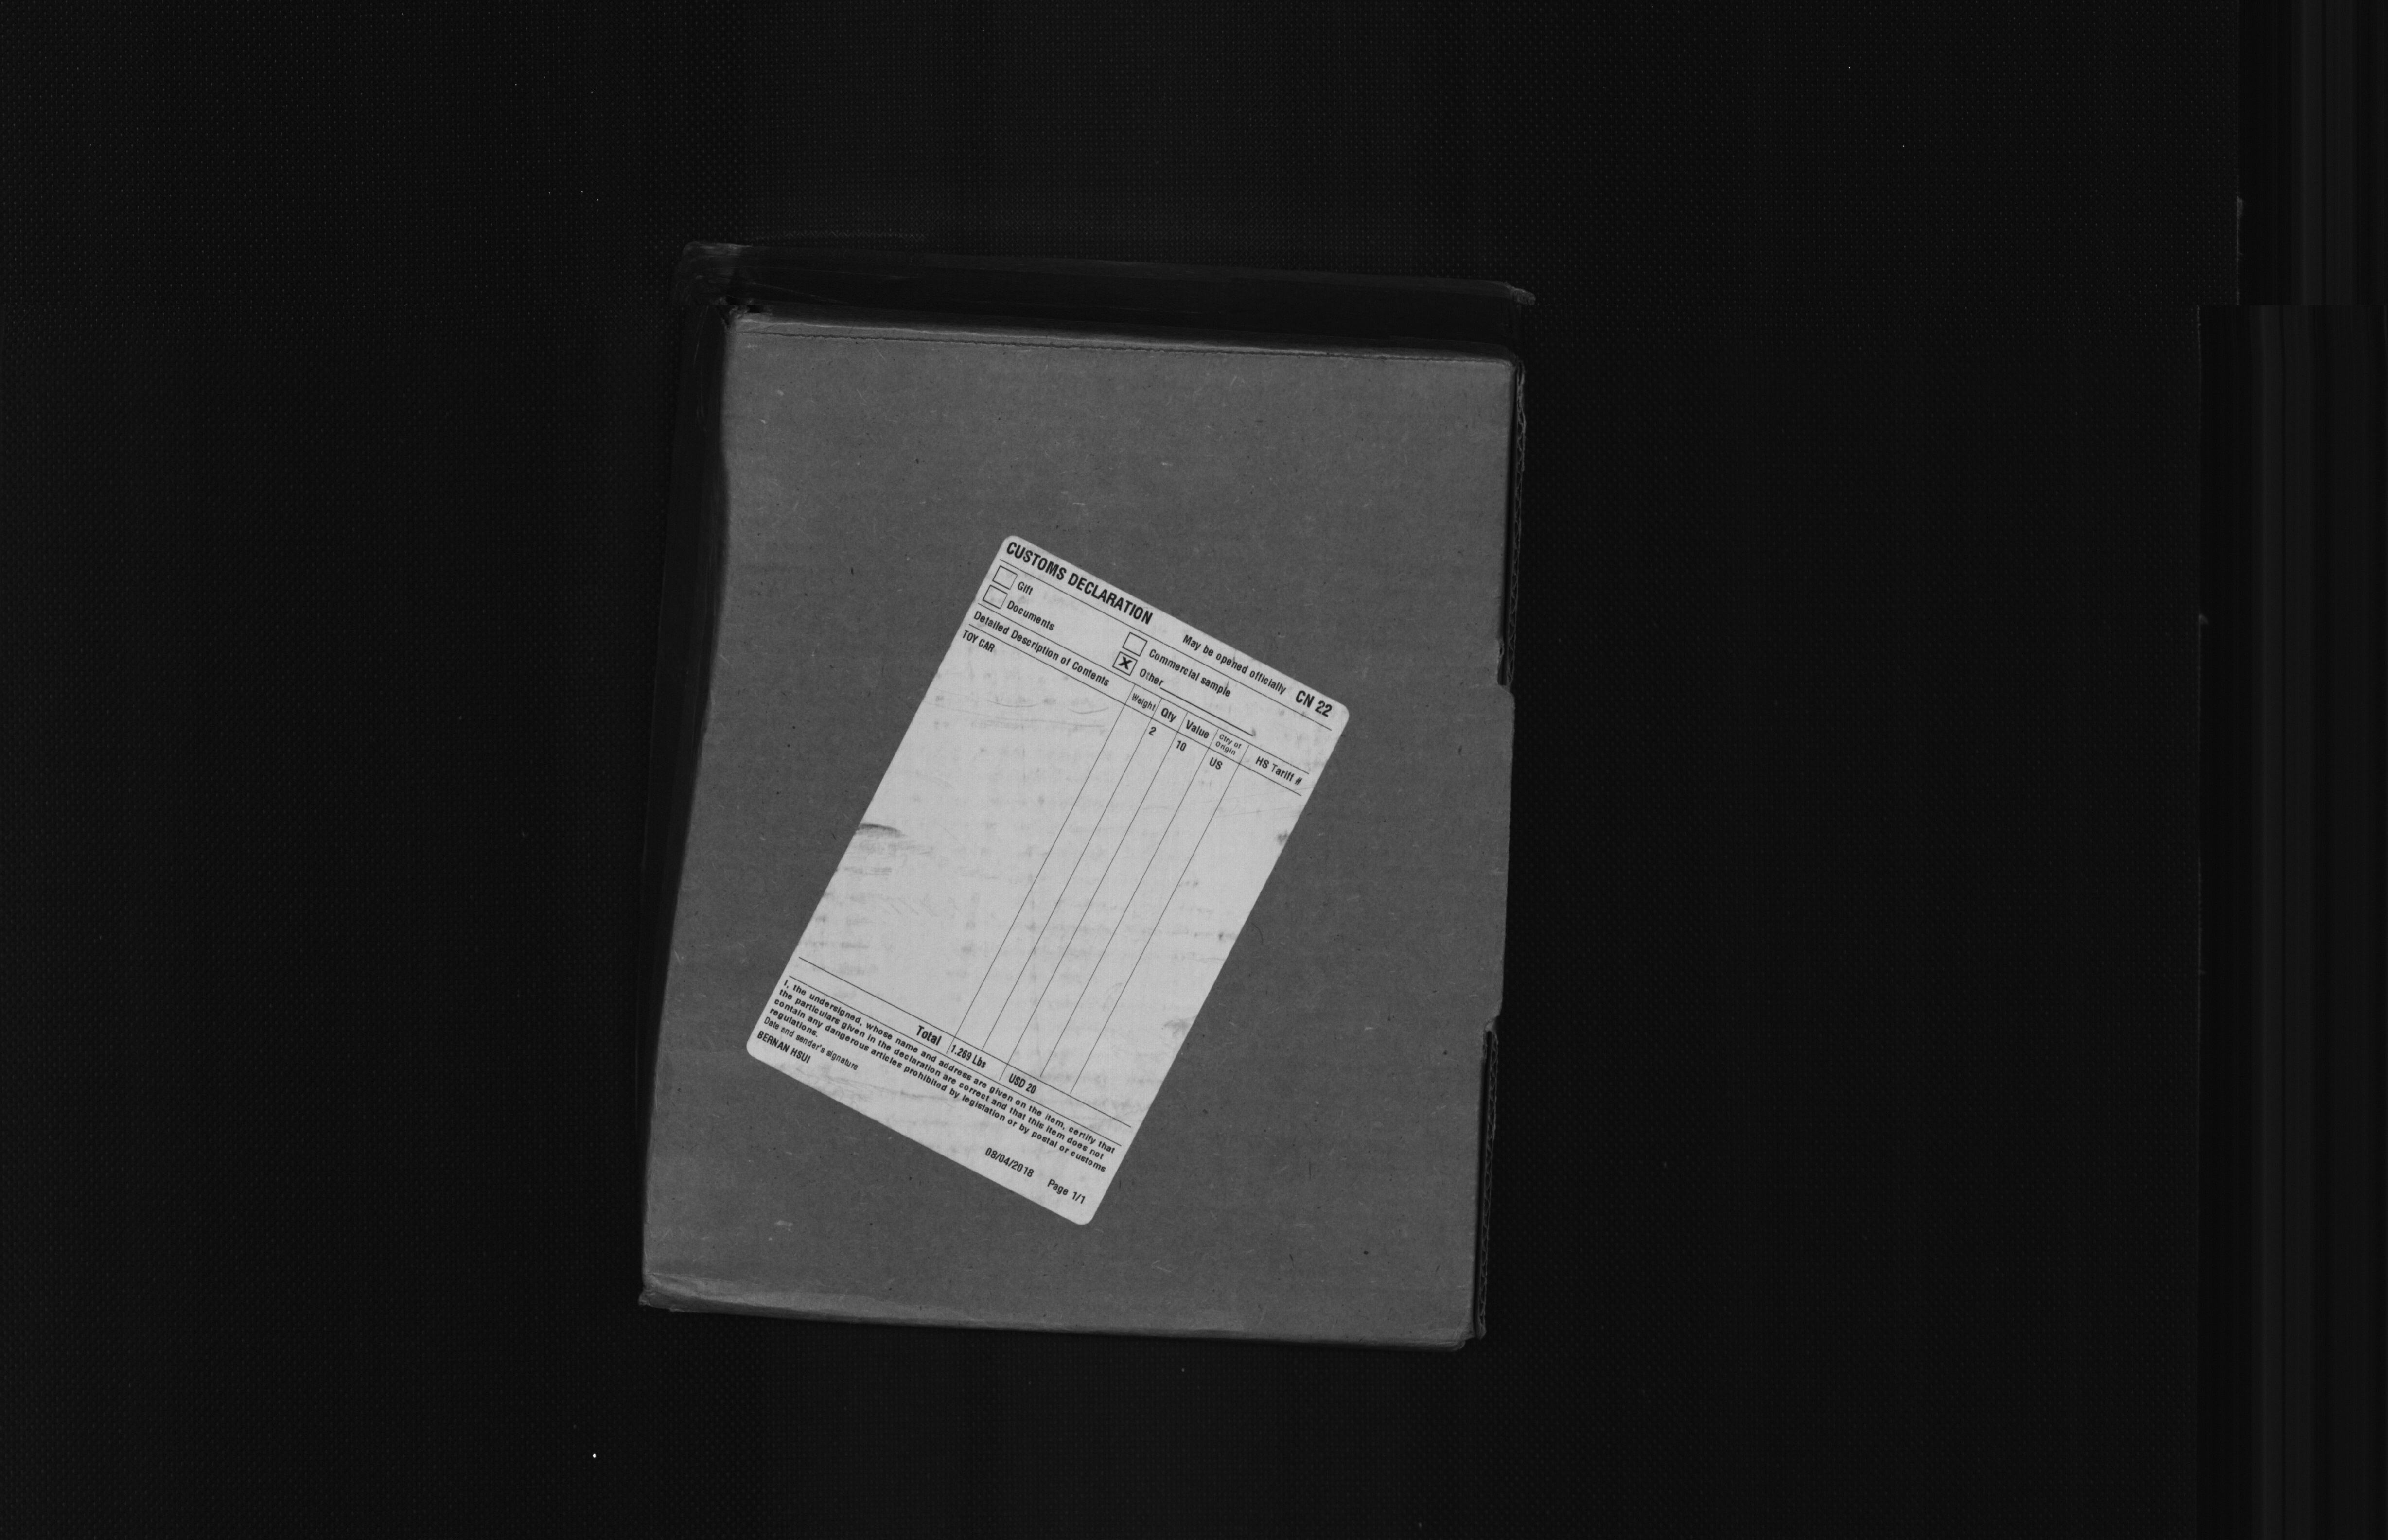 CUSTOMS DECLARATION May be opened officially CN 22
Gift Commercial sample
Documents X Other
Detailed Description of Contents Weight Qty Value Ctry of Origin HS Tariff #
TOY CAR 2 10 US
Total 1.269 Lbs USD 20
I, the undersigned, whose name and address are given on the item, certify that
the particulars given in the declaration are correct and that this item does not
contain any dangerous articles prohibited by legislation or by postal or customs
regulations.
Date and sender's signature
BERNAN HSUI 08/04/2018 Page 1/1